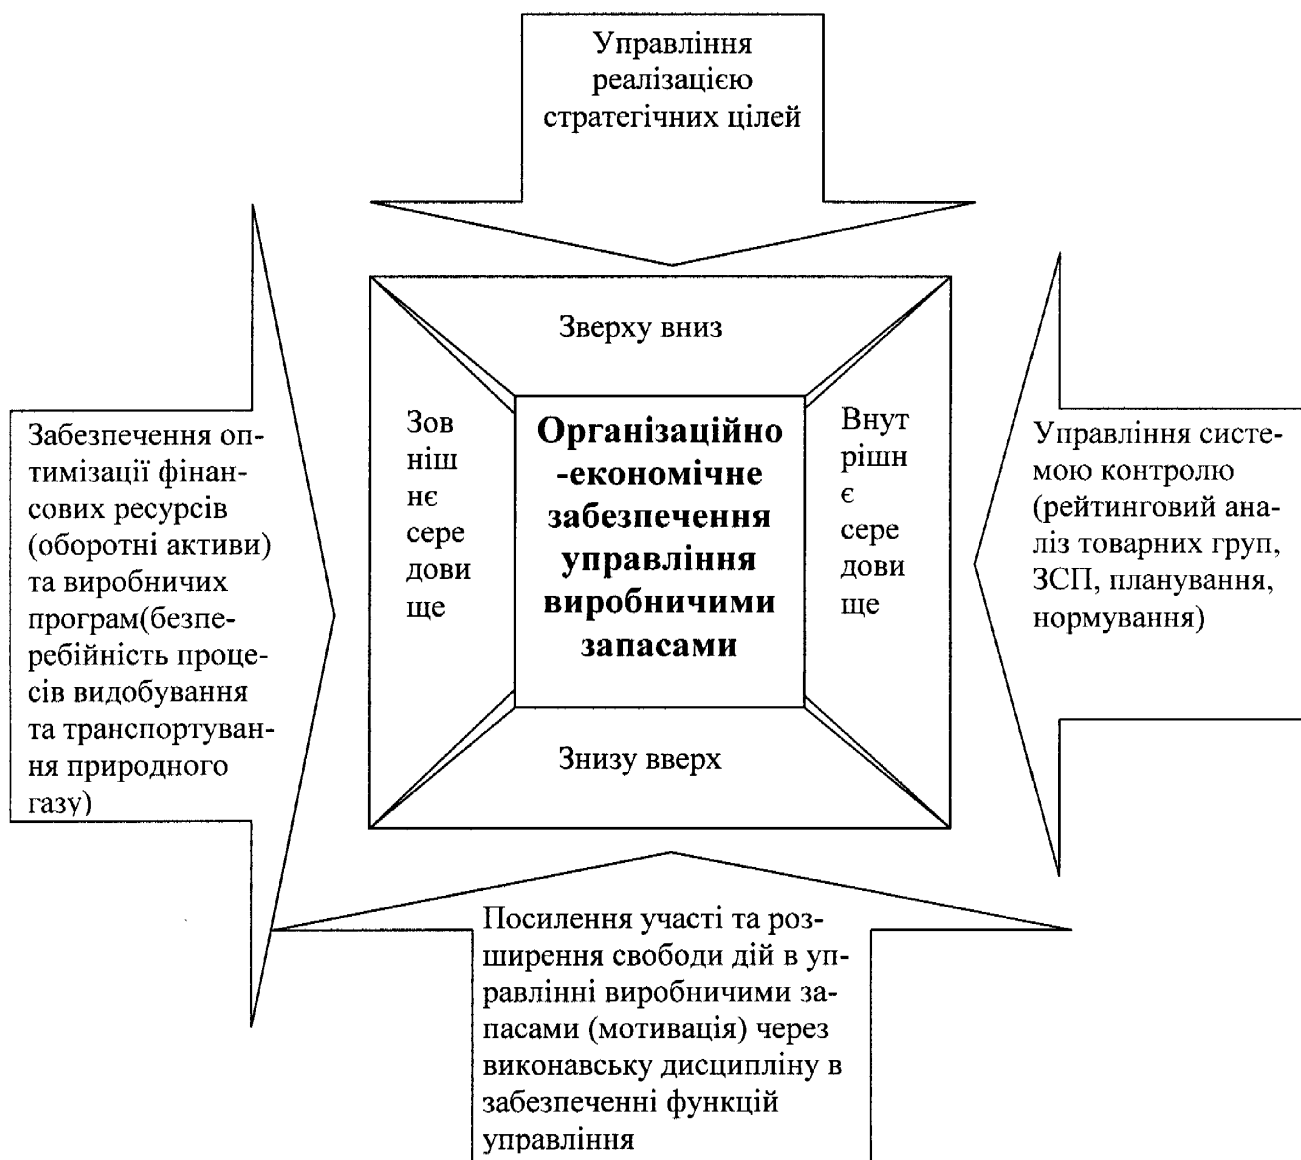 Управління
реалізацією
стратегічних цілей
Зверху вниз
Забезпечення оп-
тимізації фінан-
сових ресурсів
(оборотні активи)
та виробничих
програм(безпе-
ребійність проце-
сів видобування
та транспортуван-
ня природного
газу)
Зов
ніш
нє
сере
дови
ще
Організаційно
-економічне
забезпечення
управління
виробничими
запасами
Внут
рішн
є
сере
дови
ще
Управління систе-
мою контролю
(рейтинговий ана-
ліз товарних груп,
ЗСП, планування,
нормування)
Знизу вверх
Посилення участі та роз-
ширення свободи дій в уп-
равлінні виробничими за-
пасами (мотивація) через
виконавську дисципліну в
забезпеченні функцій
управління